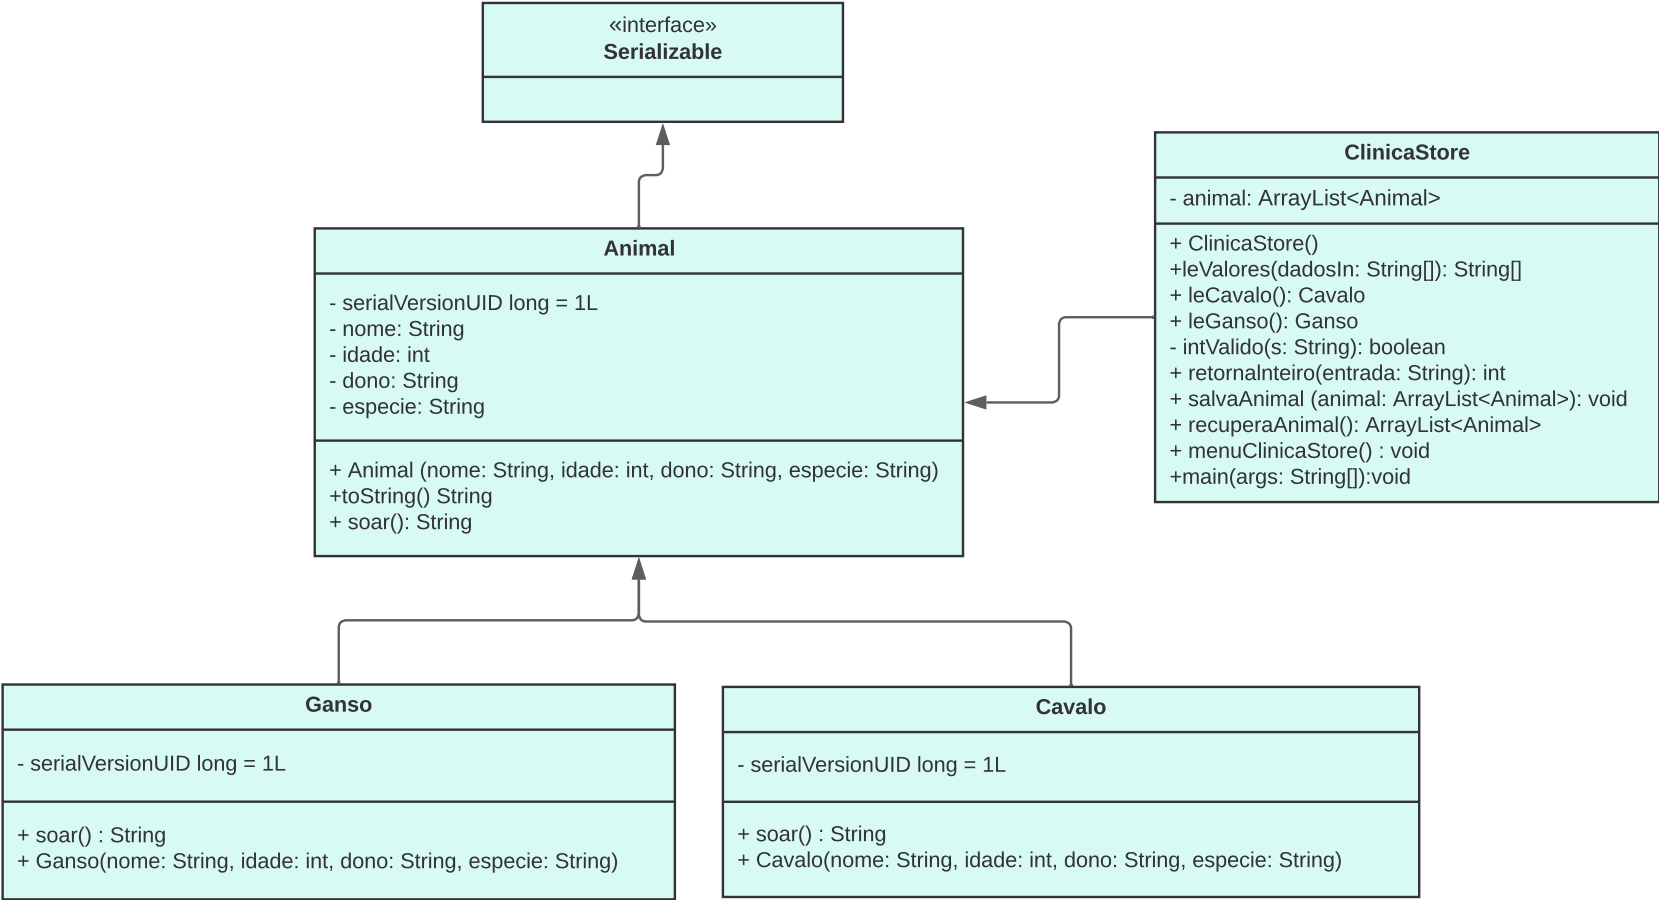 «interface»
Serializable
ClinicaStore
- animal: ArrayList<Animal>
+ ClinicaStore()
+leValores(dadosIn: String[]): String[]
+ leCavalo(): Cavalo
+ leGanso(): Ganso
- intValido(s: String): boolean
+ retornaInteiro(entrada: String): int
+ salvaAnimal (animal: ArrayList<Animal>): void
+ recuperaAnimal(): ArrayList<Animal>
+ menuClinicaStore() : void
+main(args: String[]):void
Animal
- serialVersionUID long = 1L
- nome: String
- idade: int
- dono: String
- especie: String
+ Animal (nome: String, idade: int, dono: String, especie: String)
+toString() String
+ soar(): String
Ganso
- serialVersionUID long = 1L
+ soar() : String
+ Ganso(nome: String, idade: int, dono: String, especie: String)
Cavalo
- serialVersionUID long = 1L
+ soar() : String
+ Cavalo(nome: String, idade: int, dono: String, especie: String)